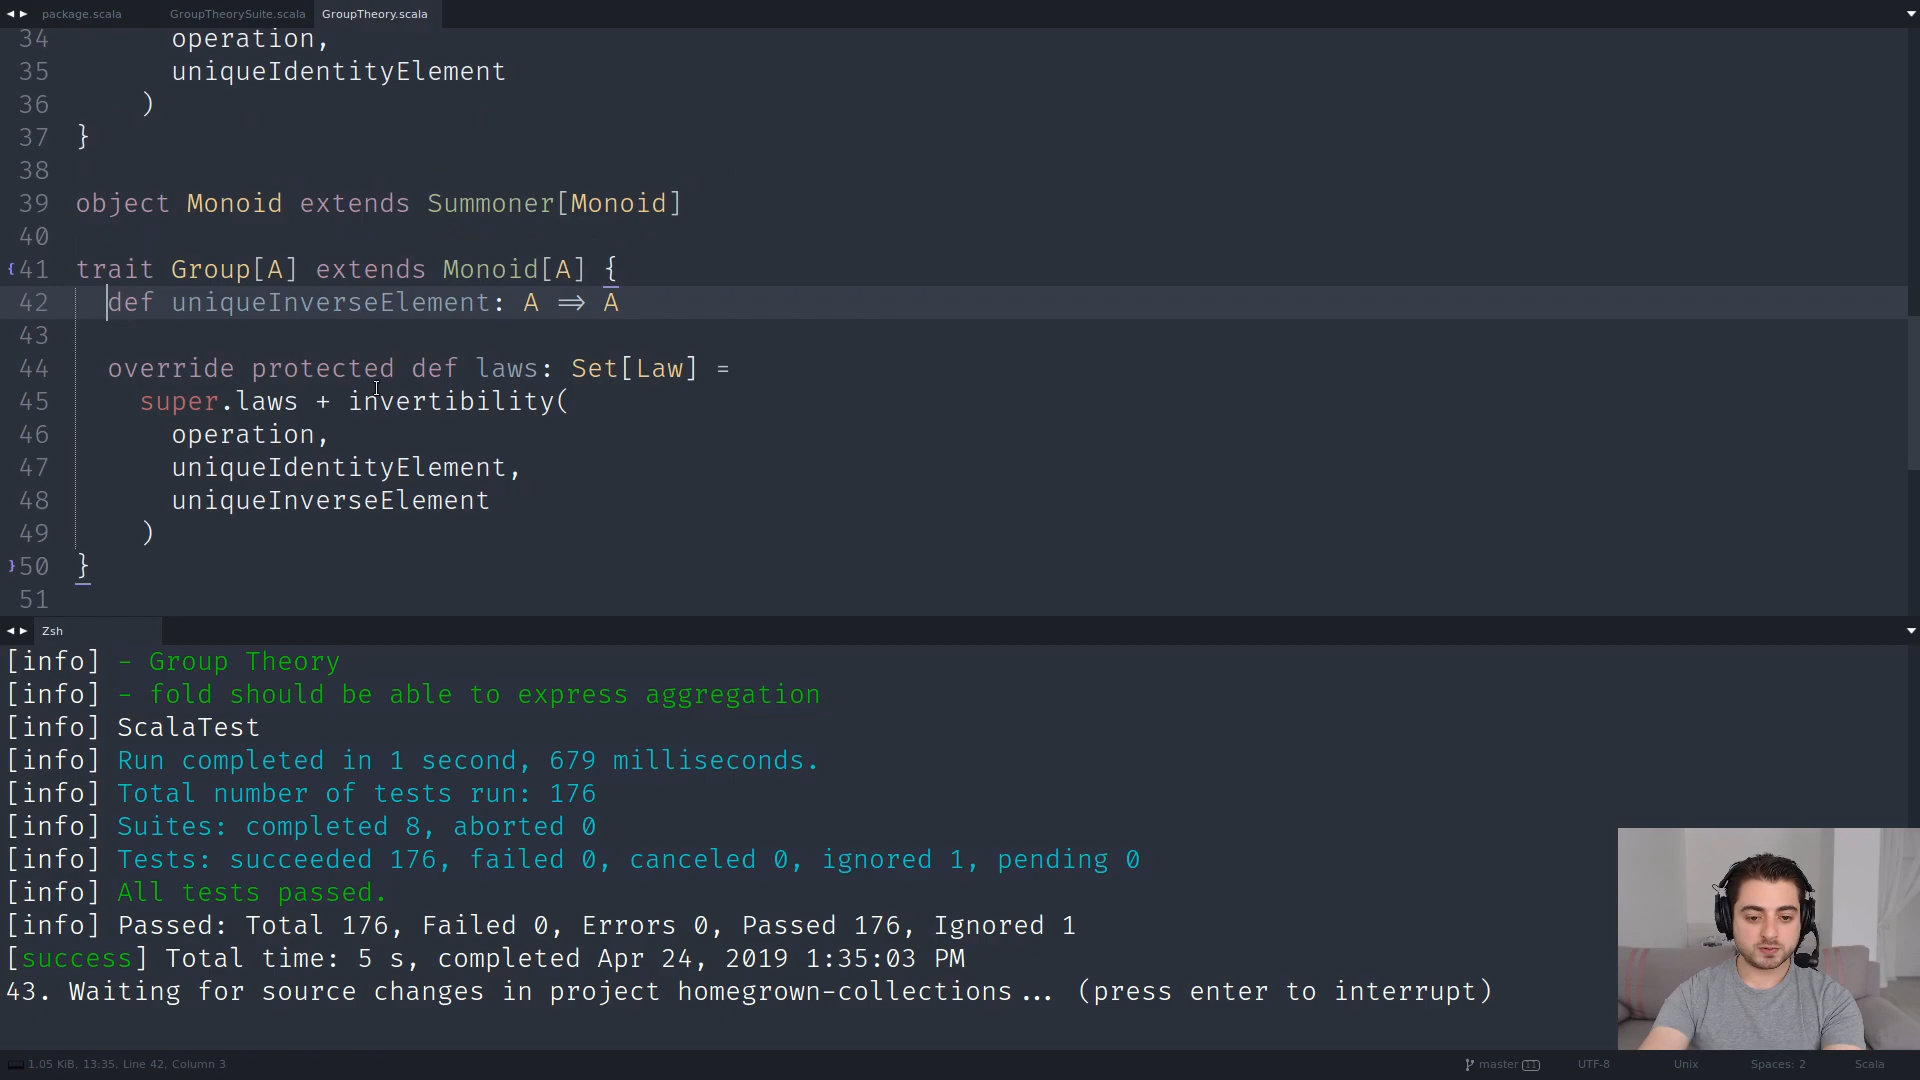 package.scala
GroupTheorySuite.scala
GroupTheory.scala
34 operation,
35 uniqueIdentityElement
36 )
37 }
38
39 object Monoid extends Summoner[Monoid]
40
41 trait Group[A] extends Monoid[A] {
42 def uniqueInverseElement: A ⇒ A
43
44 override protected def laws: Set[Law] =
45 super.laws + invertibility(
46 operation,
47 uniqueIdentityElement,
48 uniqueInverseElement
49 )
50 }
51
Zsh
[info] - Group Theory
[info] - fold should be able to express aggregation
[info] ScalaTest
[info] Run completed in 1 second, 679 milliseconds.
[info] Total number of tests run: 176
[info] Suites: completed 8, aborted 0
[info] Tests: succeeded 176, failed 0, canceled 0, ignored 1, pending 0
[info] All tests passed.
[info] Passed: Total 176, Failed 0, Errors 0, Passed 176, Ignored 1
[success] Total time: 5 s, completed Apr 24, 2019 1:35:03 PM
43. Waiting for source changes in project homegrown-collections... (press enter to interrupt)
1.05 KiB, 13:35, Line 42, Column 3
master 11
UTF-8
Unix
Spaces: 2
Scala